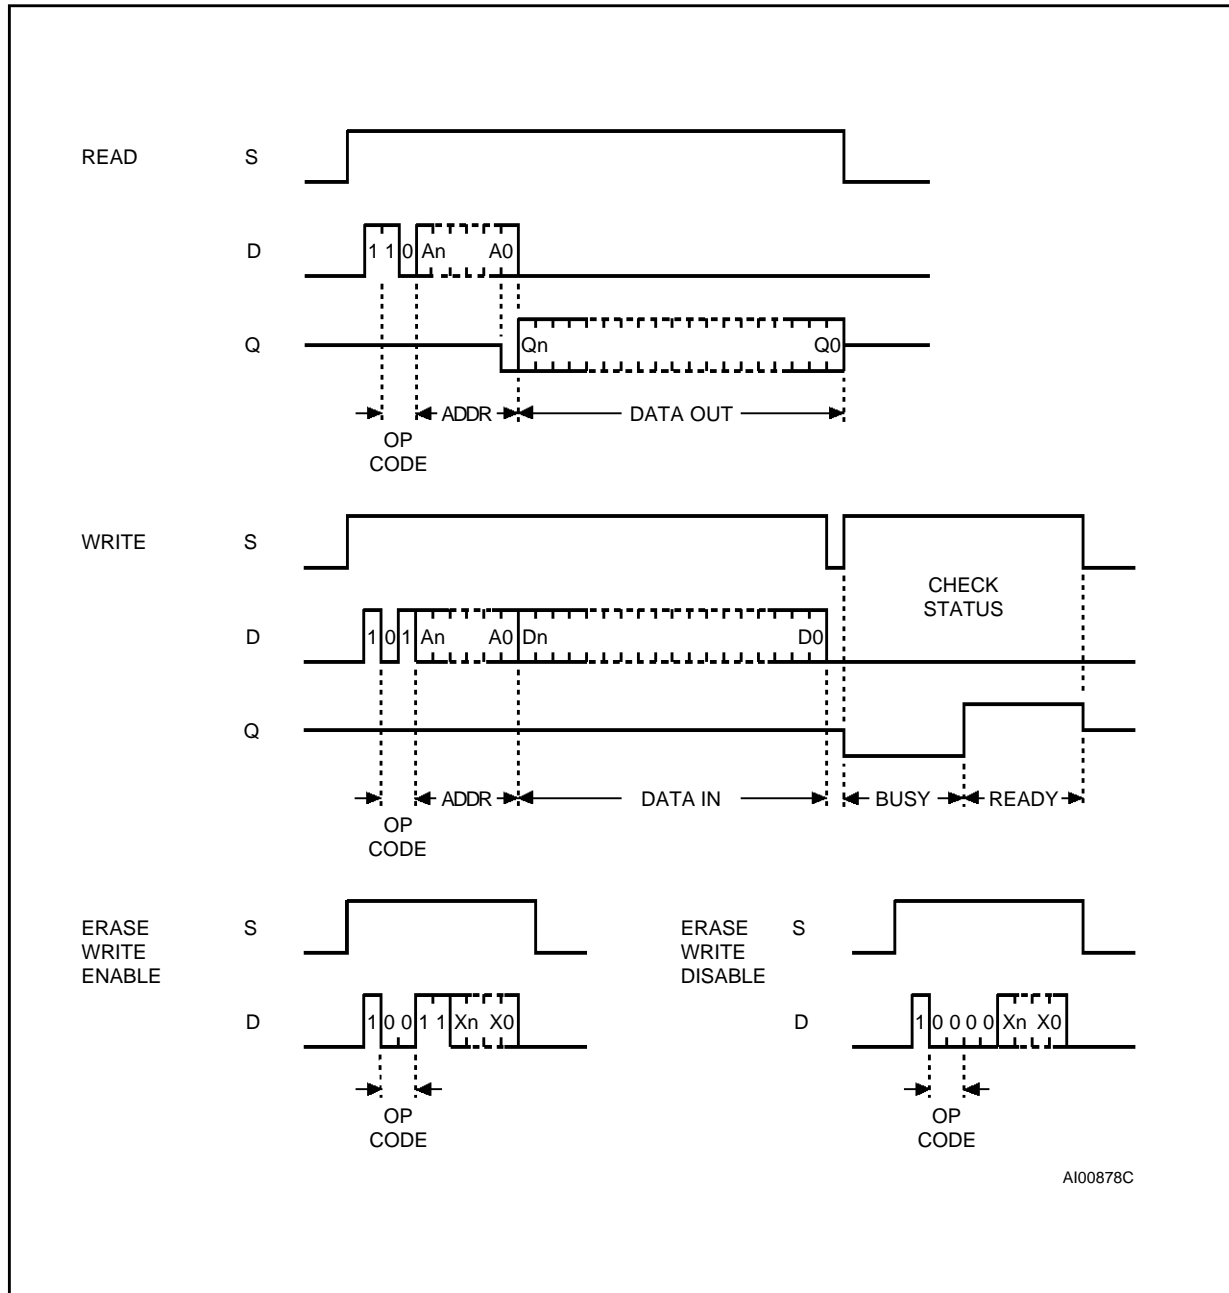 READ S
D 1 1 0 An A0
Q Qn Q0
ADDR DATA OUT
OP
CODE
WRITE S
CHECK
STATUS
D 1 0 1 An A0 Dn D0
Q
ADDR DATA IN BUSY READY
OP
CODE
ERASE
WRITE
ENABLE
S
D 1 0 0 1 1 Xn X0
OP
CODE
ERASE
WRITE
DISABLE
S
D 1 0 0 0 0 Xn X0
OP
CODE
AI00878C